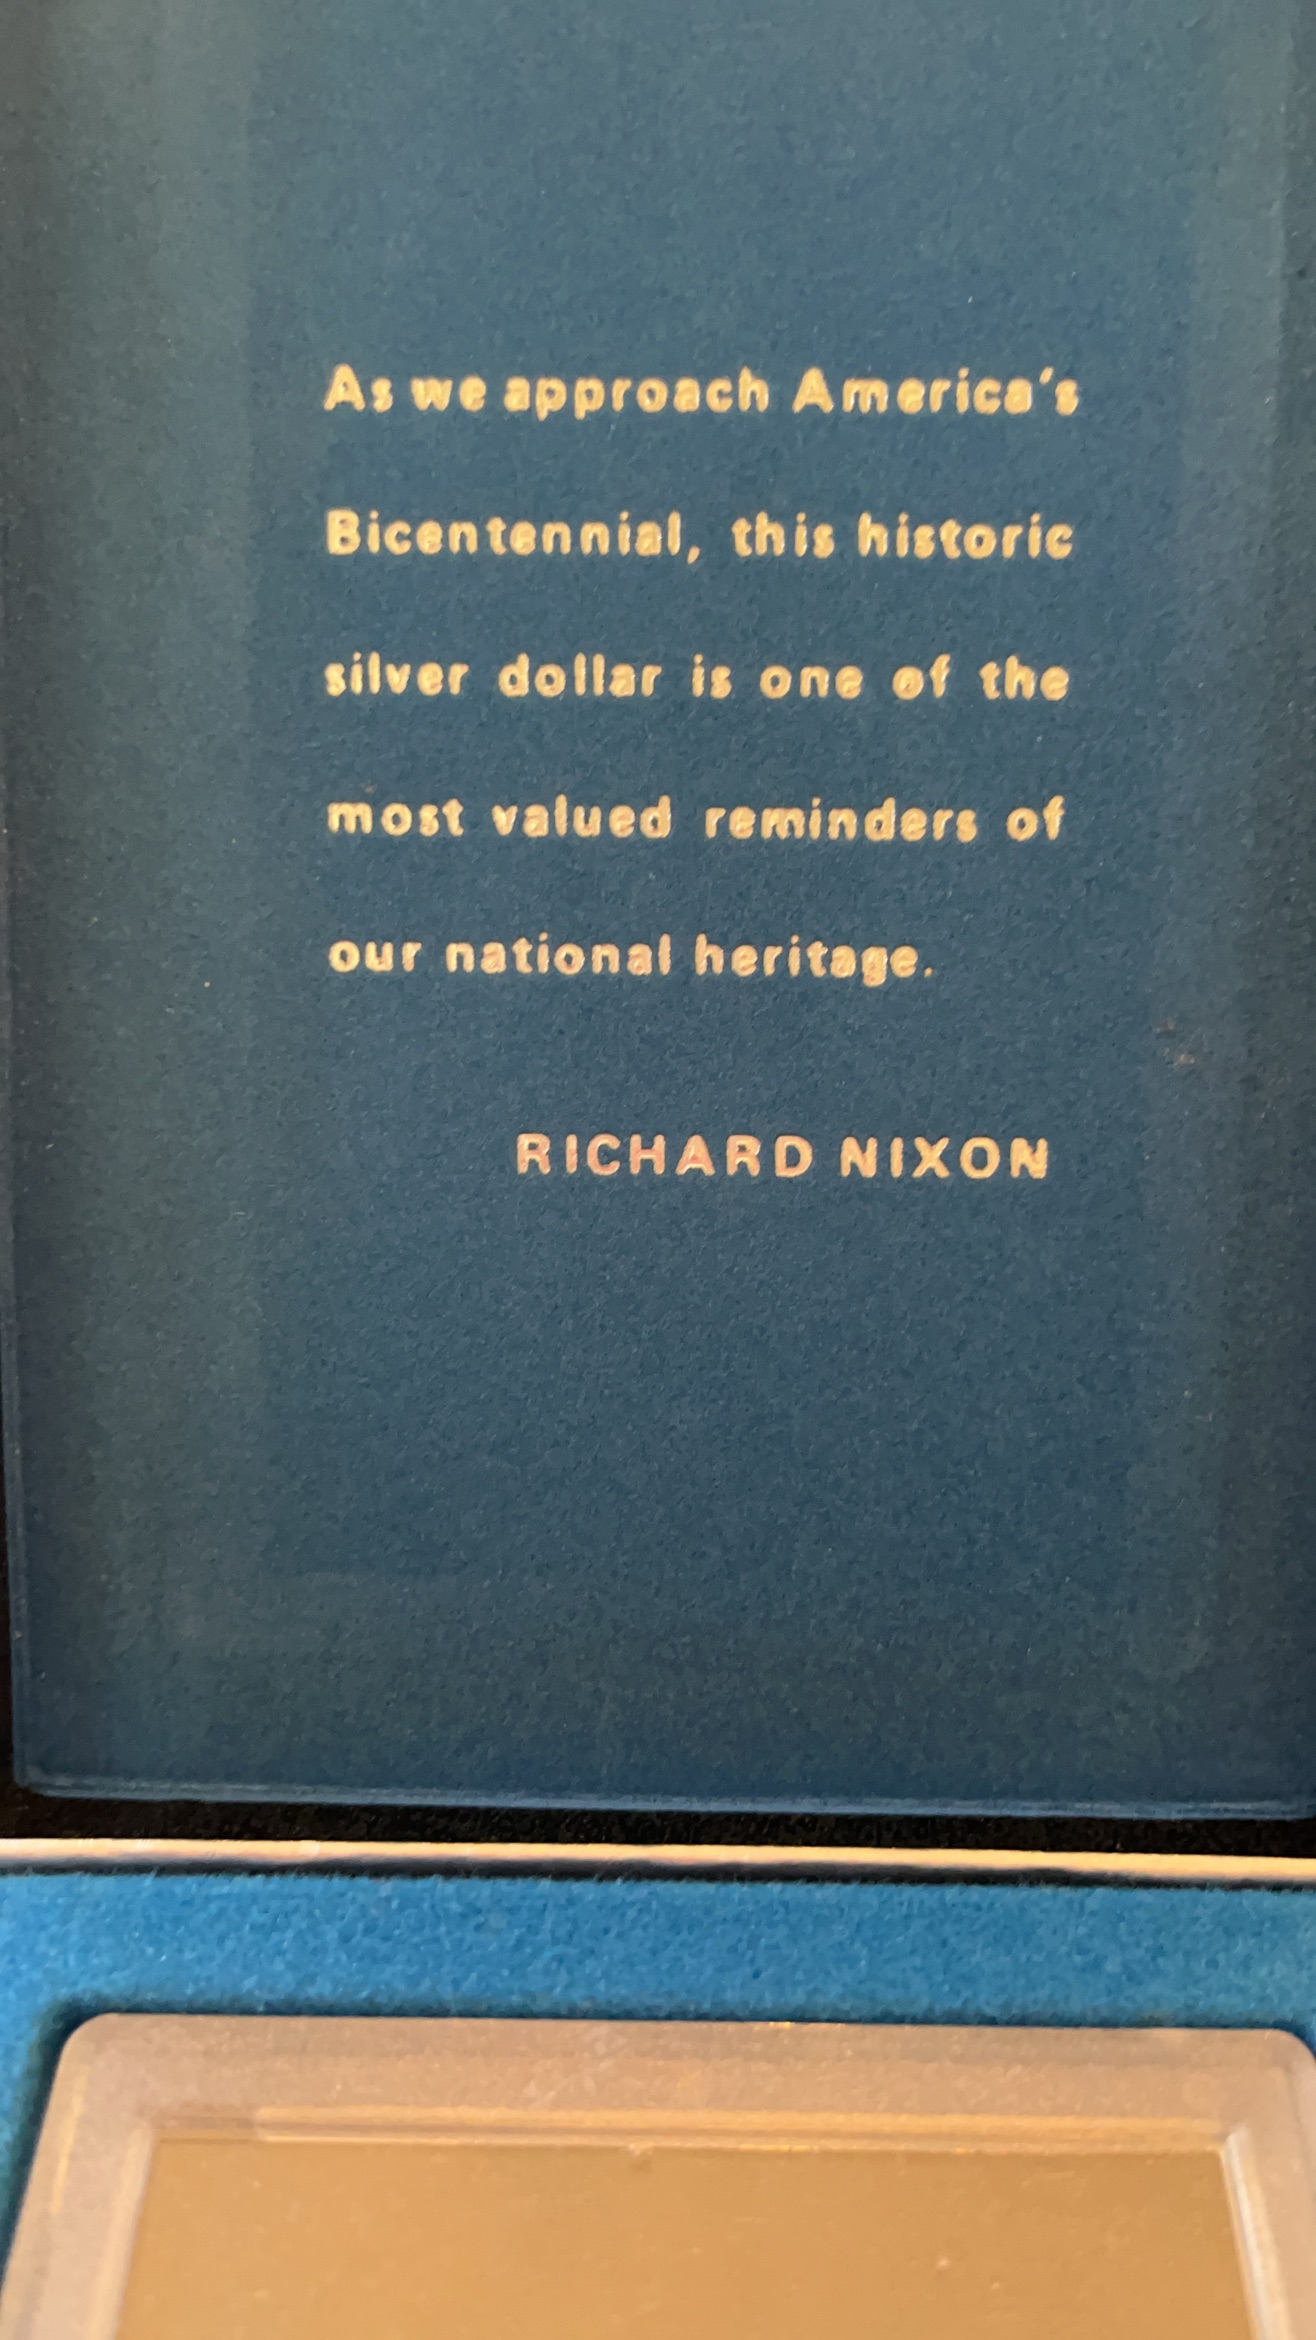 As we approach America's
Bicentennial, this historic
silver dollar is one of the
most valued reminders of
our national heritage.
RICHARD NIXON